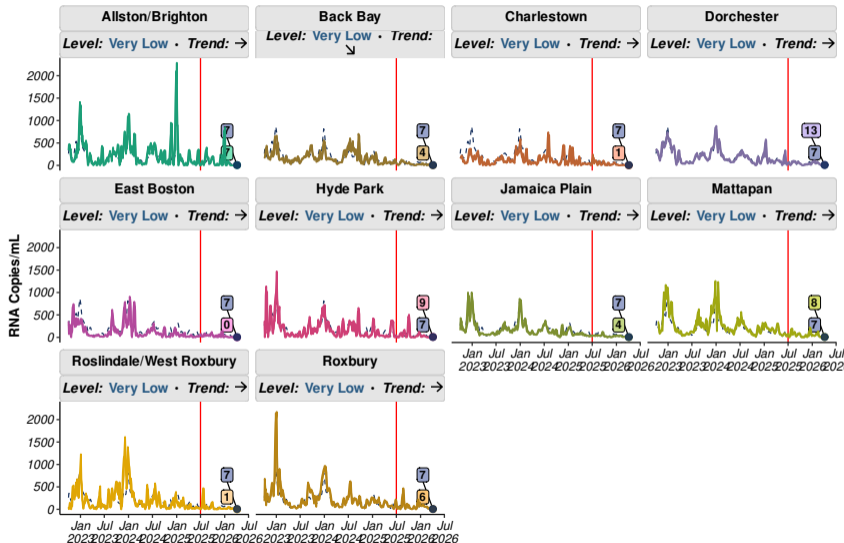 Allston/Brighton
Back Bay
Charlestown
Dorchester
Level: Very Low · Trend: →
Level: Very Low · Trend:
↘
Level: Very Low · Trend: →
Level: Very Low · Trend: →
2000
1500
1000
500
0
7
7
7
4
7
1
13
7
East Boston
Hyde Park
Jamaica Plain
Mattapan
Level: Very Low · Trend: →
Level: Very Low · Trend: →
Level: Very Low · Trend: →
Level: Very Low · Trend: →
RNA Copies/mL
2000
1500
1000
500
0
7
0
9
7
7
4
8
7
Jan Jul Jan Jul Jan Jul Jan Jul
2023 2023 2024 2024 2025 2025 2026
Jan Jul Jan Jul Jan Jul Jan Jul
2023 2023 2024 2024 2025 2025 2026
Roslindale/West Roxbury
Roxbury
Level: Very Low · Trend: →
Level: Very Low · Trend: →
2000
1500
1000
500
0
7
1
7
6
Jan Jul Jan Jul Jan Jul Jan Jul
2023 2023 2024 2024 2025 2025 2026 2026
Jan Jul Jan Jul Jan Jul Jan Jul
2023 2023 2024 2024 2025 2025 2026 2026